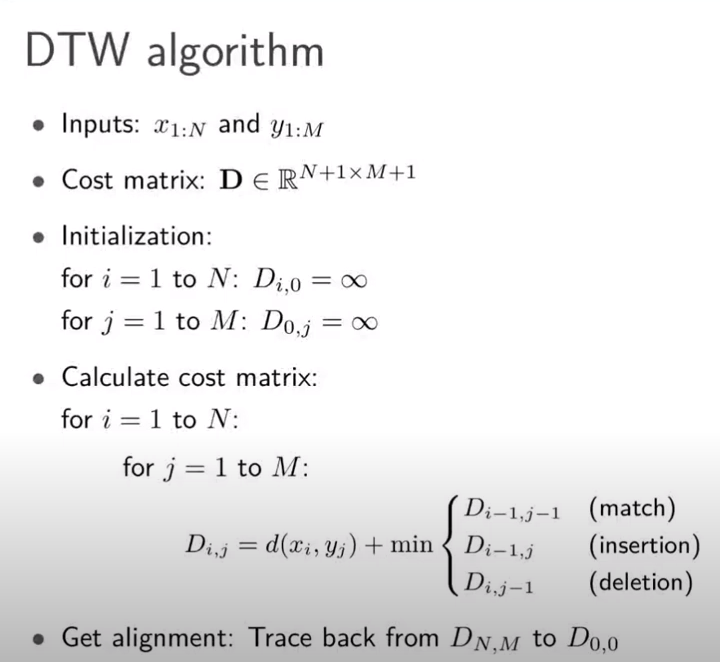 DTW algorithm
• Inputs: $x_{1:N}$ and $y_{1:M}$
• Cost matrix: $\mathbf{D} \in \mathbb{R}^{N+1 \times M+1}$
• Initialization:
for $i = 1$ to $N$: $D_{i,0} = \infty$
for $j = 1$ to $M$: $D_{0,j} = \infty$
• Calculate cost matrix:
for $i = 1$ to $N$:
for $j = 1$ to $M$:
$D_{i,j} = d(x_i, y_j) + \min \begin{cases} D_{i-1,j-1} & \text{(match)} \\ D_{i-1,j} & \text{(insertion)} \\ D_{i,j-1} & \text{(deletion)} \end{cases}$
• Get alignment: Trace back from $D_{N,M}$ to $D_{0,0}$